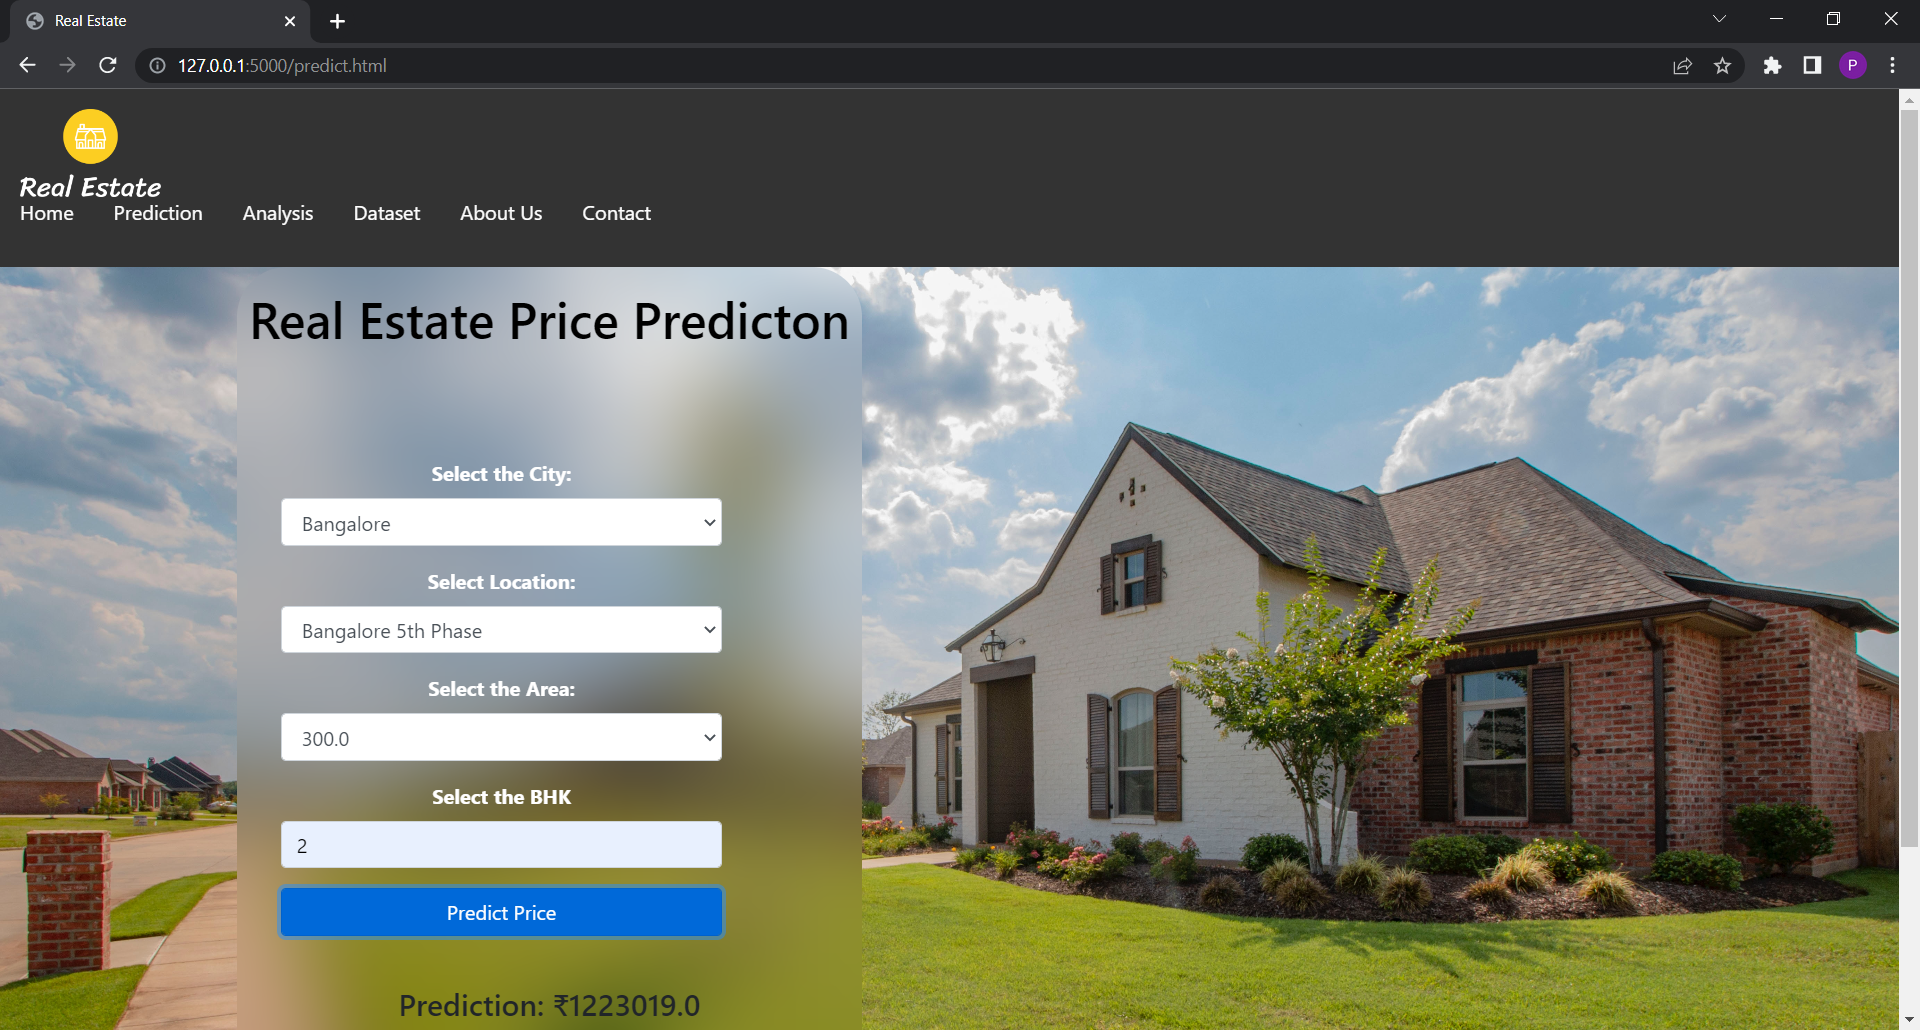 Real Estate
127.0.0.1:5000/predict.html
P
Real Estate
Home Prediction Analysis Dataset About Us Contact
Real Estate Price Predicton
Select the City:
Bangalore
Select Location:
Bangalore 5th Phase
Select the Area:
300.0
Select the BHK
2
Predict Price
Prediction: ₹1223019.0